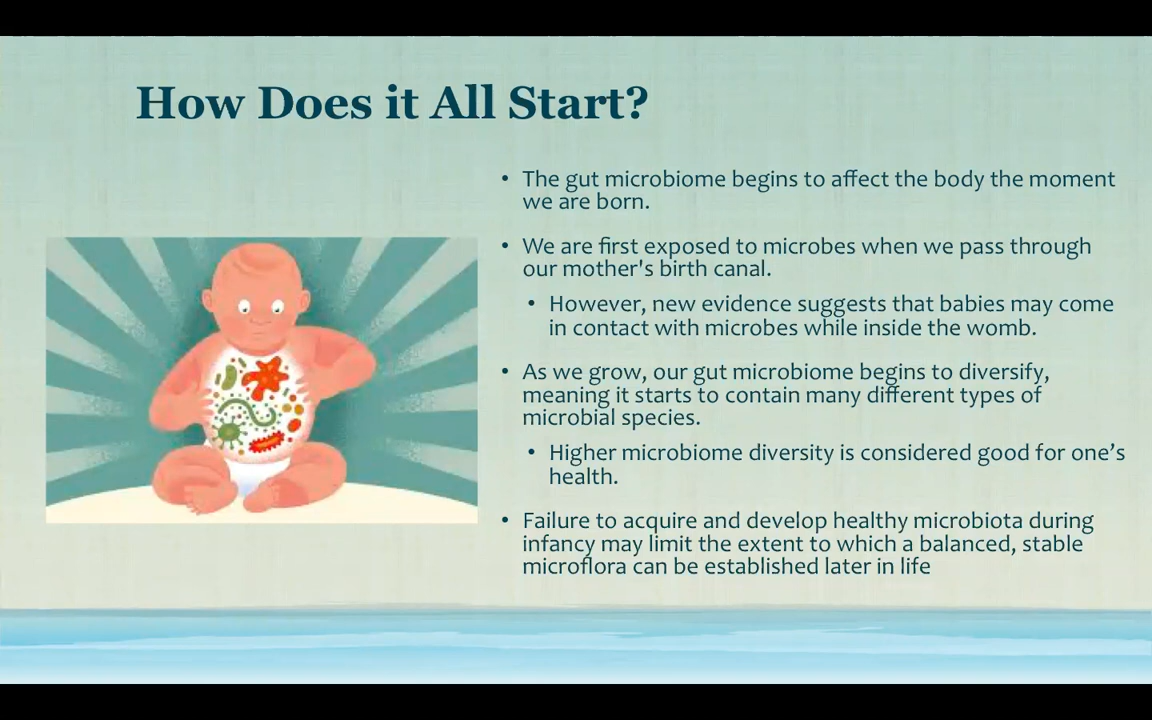 How Does it All Start?
• The gut microbiome begins to affect the body the moment
we are born.
• We are first exposed to microbes when we pass through
our mother's birth canal.
• However, new evidence suggests that babies may come
in contact with microbes while inside the womb.
• As we grow, our gut microbiome begins to diversify,
meaning it starts to contain many different types of
microbial species.
• Higher microbiome diversity is considered good for one’s
health.
• Failure to acquire and develop healthy microbiota during
infancy may limit the extent to which a balanced, stable
microflora can be established later in life